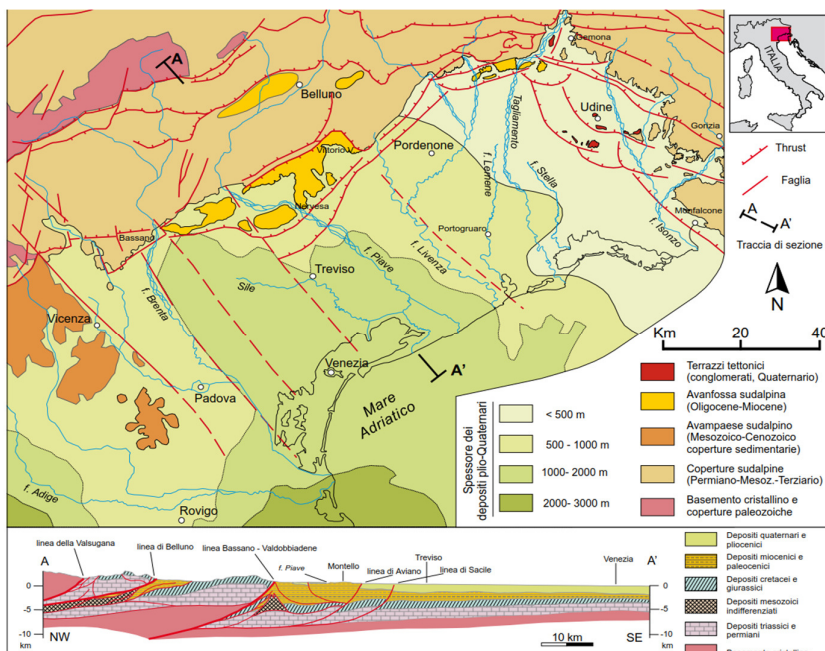 Gemona
ITALIA
A
Belluno
Udine
Gorizia
Tagliamento
Vittorio
Pordenone
f. Lemene
f. Stella
Thrust
Faglia
A A'
Traccia di sezione
Nervesa
Monfalcone
f. Isonzo
Bassano
Portogruaro
f. Livenza
f. Piave
Treviso
Sile
f. Brenta
N
Vicenza
Km 20 40
Venezia
A'
Padova
Mare
Adriatico
f. Adige
Rovigo
Spessore dei
depositi plio-Quaternari
< 500 m
500 - 1000 m
1000- 2000 m
2000- 3000 m
Terrazzi tettonici
(conglomerati, Quaternario)
Avanfossa sudalpina
(Oligocene-Miocene)
Avampaese sudalpino
(Mesozoico-Cenozoico
coperture sedimentarie)
Coperture sudalpine
(Permiano-Mesoz.-Terziario)
Basemento cristallino e
coperture paleozoiche
linea della Valsugana
linea di Belluno
linea Bassano - Valdobbiadene
f. Piave
Montello
linea di Aviano
Treviso
linea di Sacile
Venezia
A
A'
0
-5
-10
km
NW
10 km
SE
0
-5
-10
km
Depositi quaternari e
pliocenici
Depositi miocenici e
paleocenici
Depositi cretacei e
giurassici
Depositi mesozoici
indifferenziati
Depositi triassici e
permiani